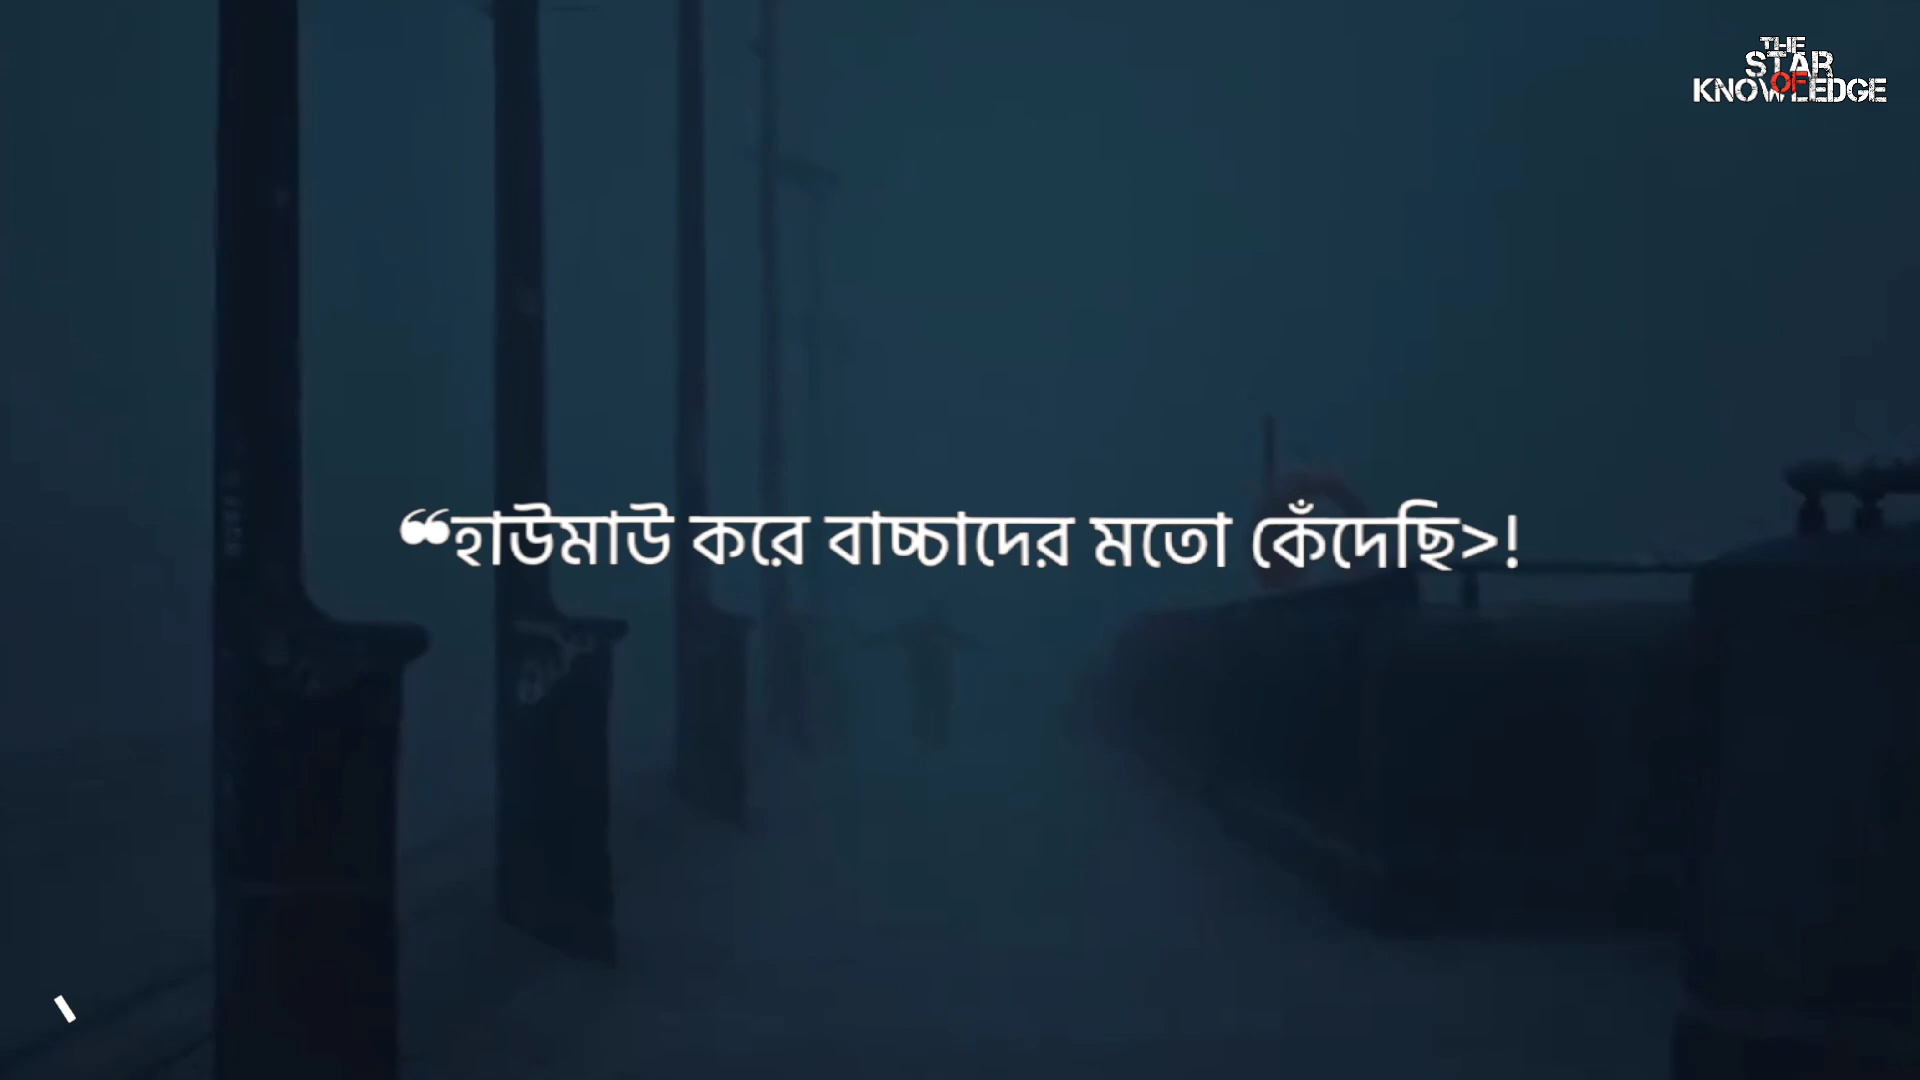 ❝হাউমাউ করে বাচ্চাদের মতো কেঁদেছি>!
THE
STAR
OF
KNOWLEDGE